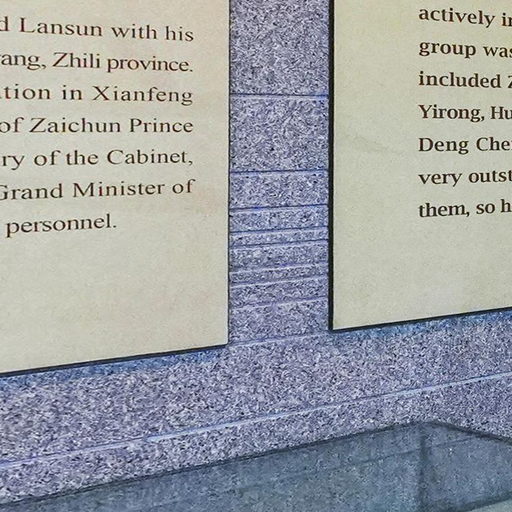 d Lansun with his
ang, Zhili province.
ation in Xianfeng
of Zaichun Prince
ry of the Cabinet,
Grand Minister of
personnel.
actively i
group was
included Z
Yirong, Hu
Deng Che
very outst
them, so h